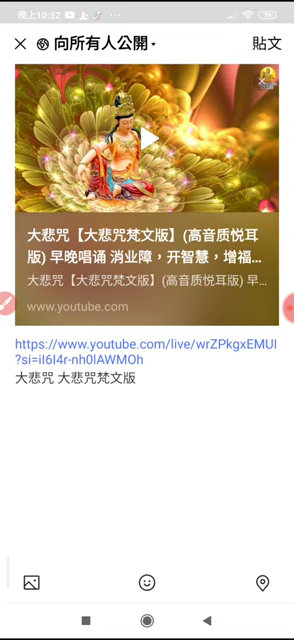 晚上10:52
向所有人公開
貼文
大悲咒【大悲咒梵文版】(高音质悦耳
版) 早晚唱诵 消业障，开智慧，增福...
大悲咒【大悲咒梵文版】(高音质悦耳版) 早...
www.youtube.com
https://www.youtube.com/live/wrZPkgxEMUI
?si=iI6I4r-nh0lAWMOh
大悲咒 大悲咒梵文版